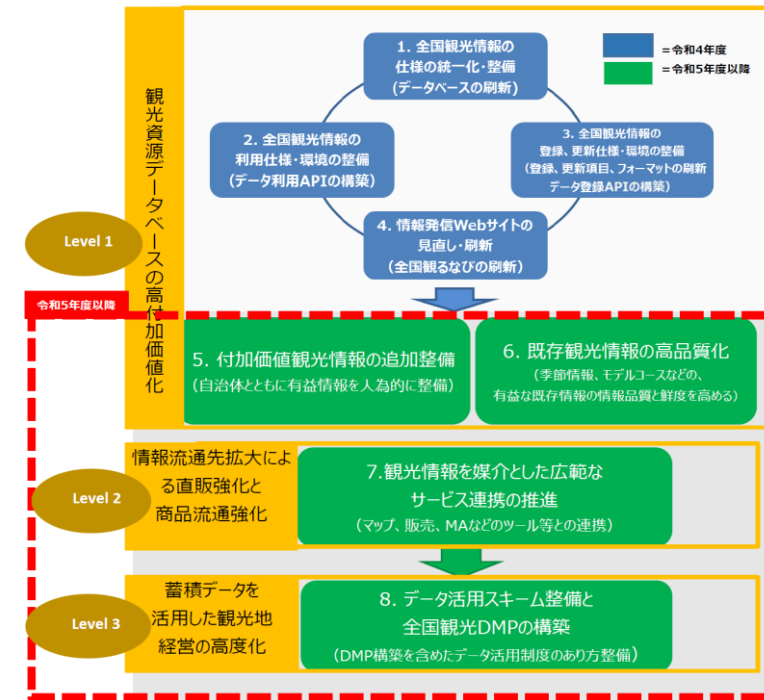 1. 全国観光情報の
仕様の統一化・整備
(データベースの刷新)
=令和4年度
=令和5年度以降
2. 全国観光情報の
利用仕様・環境の整備
(データ利用APIの構築)
3. 全国観光情報の
登録、更新仕様・環境の整備
(登録、更新項目、フォーマットの刷新
データ登録APIの構築)
4. 情報発信Webサイトの
見直し・刷新
(全国観るなびの刷新)
観光資源データベースの高付加価値化
Level 1
令和5年度以降
5. 付加価値観光情報の追加整備
(自治体とともに有益情報を人為的に整備)
6. 既存観光情報の高品質化
(季節情報、モデルコースなどの、
有益な既存情報の情報品質と鮮度を高める)
Level 2
情報流通先拡大によ
る直販強化と
商品流通強化
7.観光情報を媒介とした広範な
サービス連携の推進
(マップ、販売、MAなどのツール等との連携)
Level 3
蓄積データを
活用した観光地
経営の高度化
8. データ活用スキーム整備と
全国観光DMPの構築
(DMP構築を含めたデータ活用制度のあり方整備)